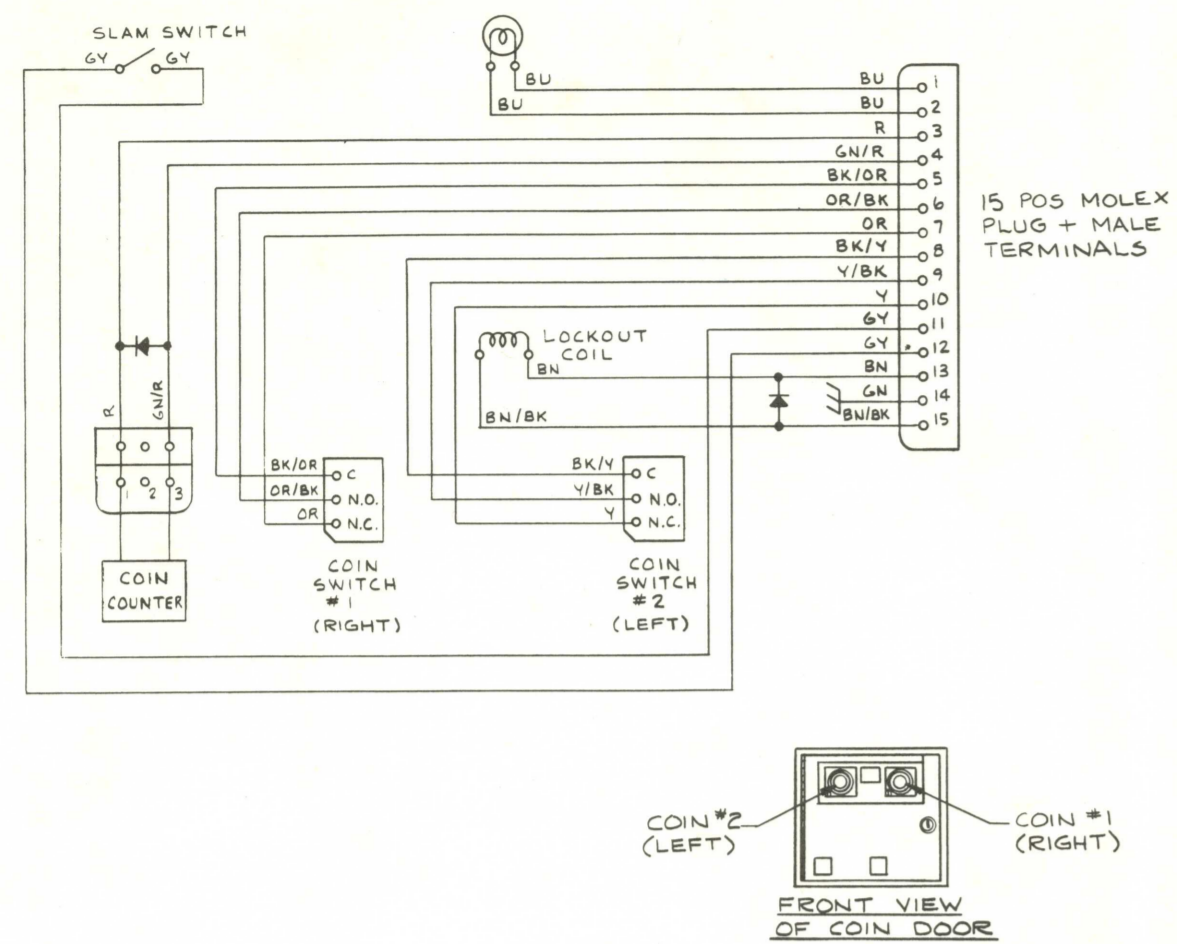 SLAM SWITCH
GY GY
BU BU 1
BU BU 2
R 3
GN/R 4
BK/OR 5
OR/BK 6
OR 7
BK/Y 8
Y/BK 9
Y 10
GY 11
GY 12
BN 13
GN 14
BN/BK 15
15 POS MOLEX
PLUG + MALE
TERMINALS
LOCKOUT
COIL
BN
BN/BK
R GN/R
1 2 3
COIN
COUNTER
BK/OR C
OR/BK N.O.
OR N.C.
COIN
SWITCH
# 1
(RIGHT)
BK/Y C
Y/BK N.O.
Y N.C.
COIN
SWITCH
# 2
(LEFT)
COIN #2
(LEFT)
COIN #1
(RIGHT)
FRONT VIEW
OF COIN DOOR